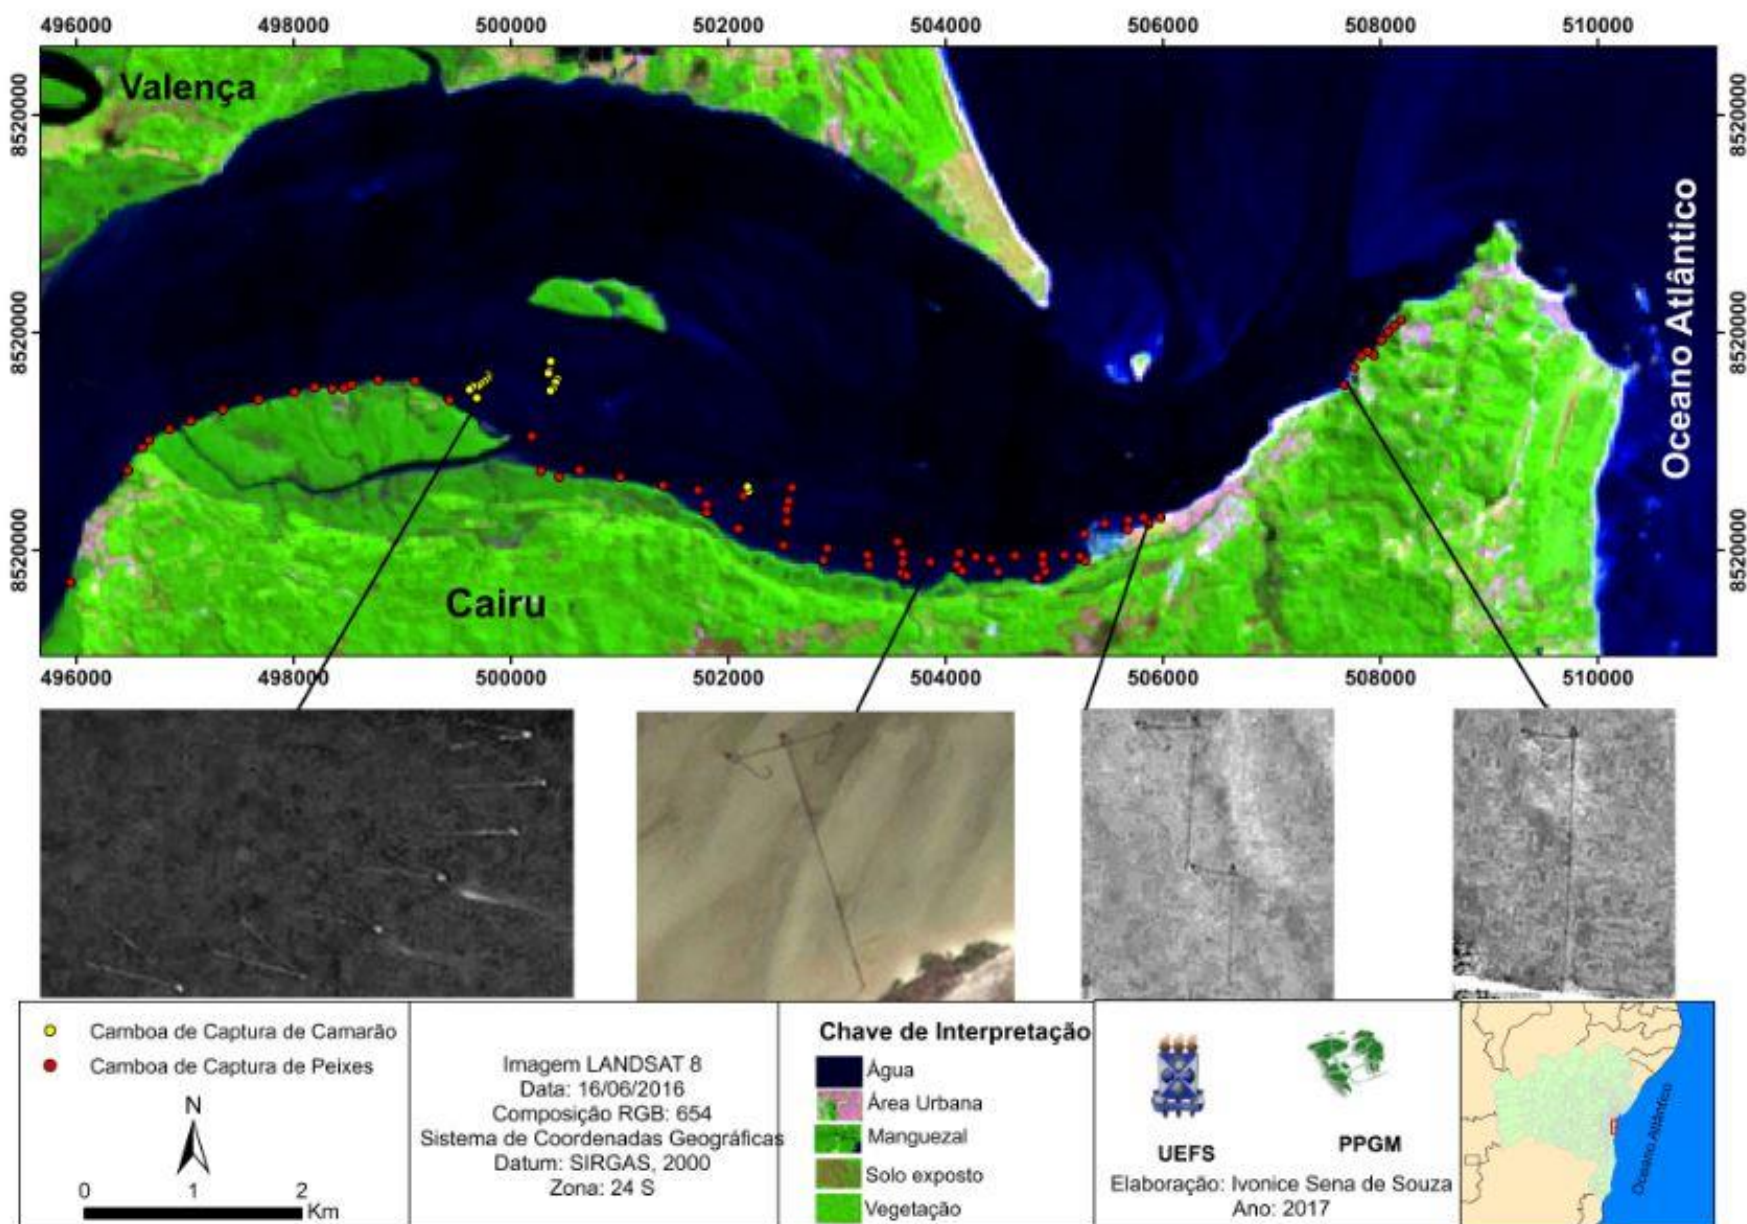 496000 498000 500000 502000 504000 506000 508000 510000
8520000
8520000
8520000
8520000
8520000
8520000
Valença
Cairu
Oceano Atlântico
496000 498000 500000 502000 504000 506000 508000 510000
Camboa de Captura de Camarão
Camboa de Captura de Peixes
N
0 1 2
Km
Imagem LANDSAT 8
Data: 16/06/2016
Composição RGB: 654
Sistema de Coordenadas Geográficas
Datum: SIRGAS, 2000
Zona: 24 S
Chave de Interpretação
Água
Área Urbana
Manguezal
Solo exposto
Vegetação
UEFS
PPGM
Elaboração: Ivonice Sena de Souza
Ano: 2017
Oceano Atlântico